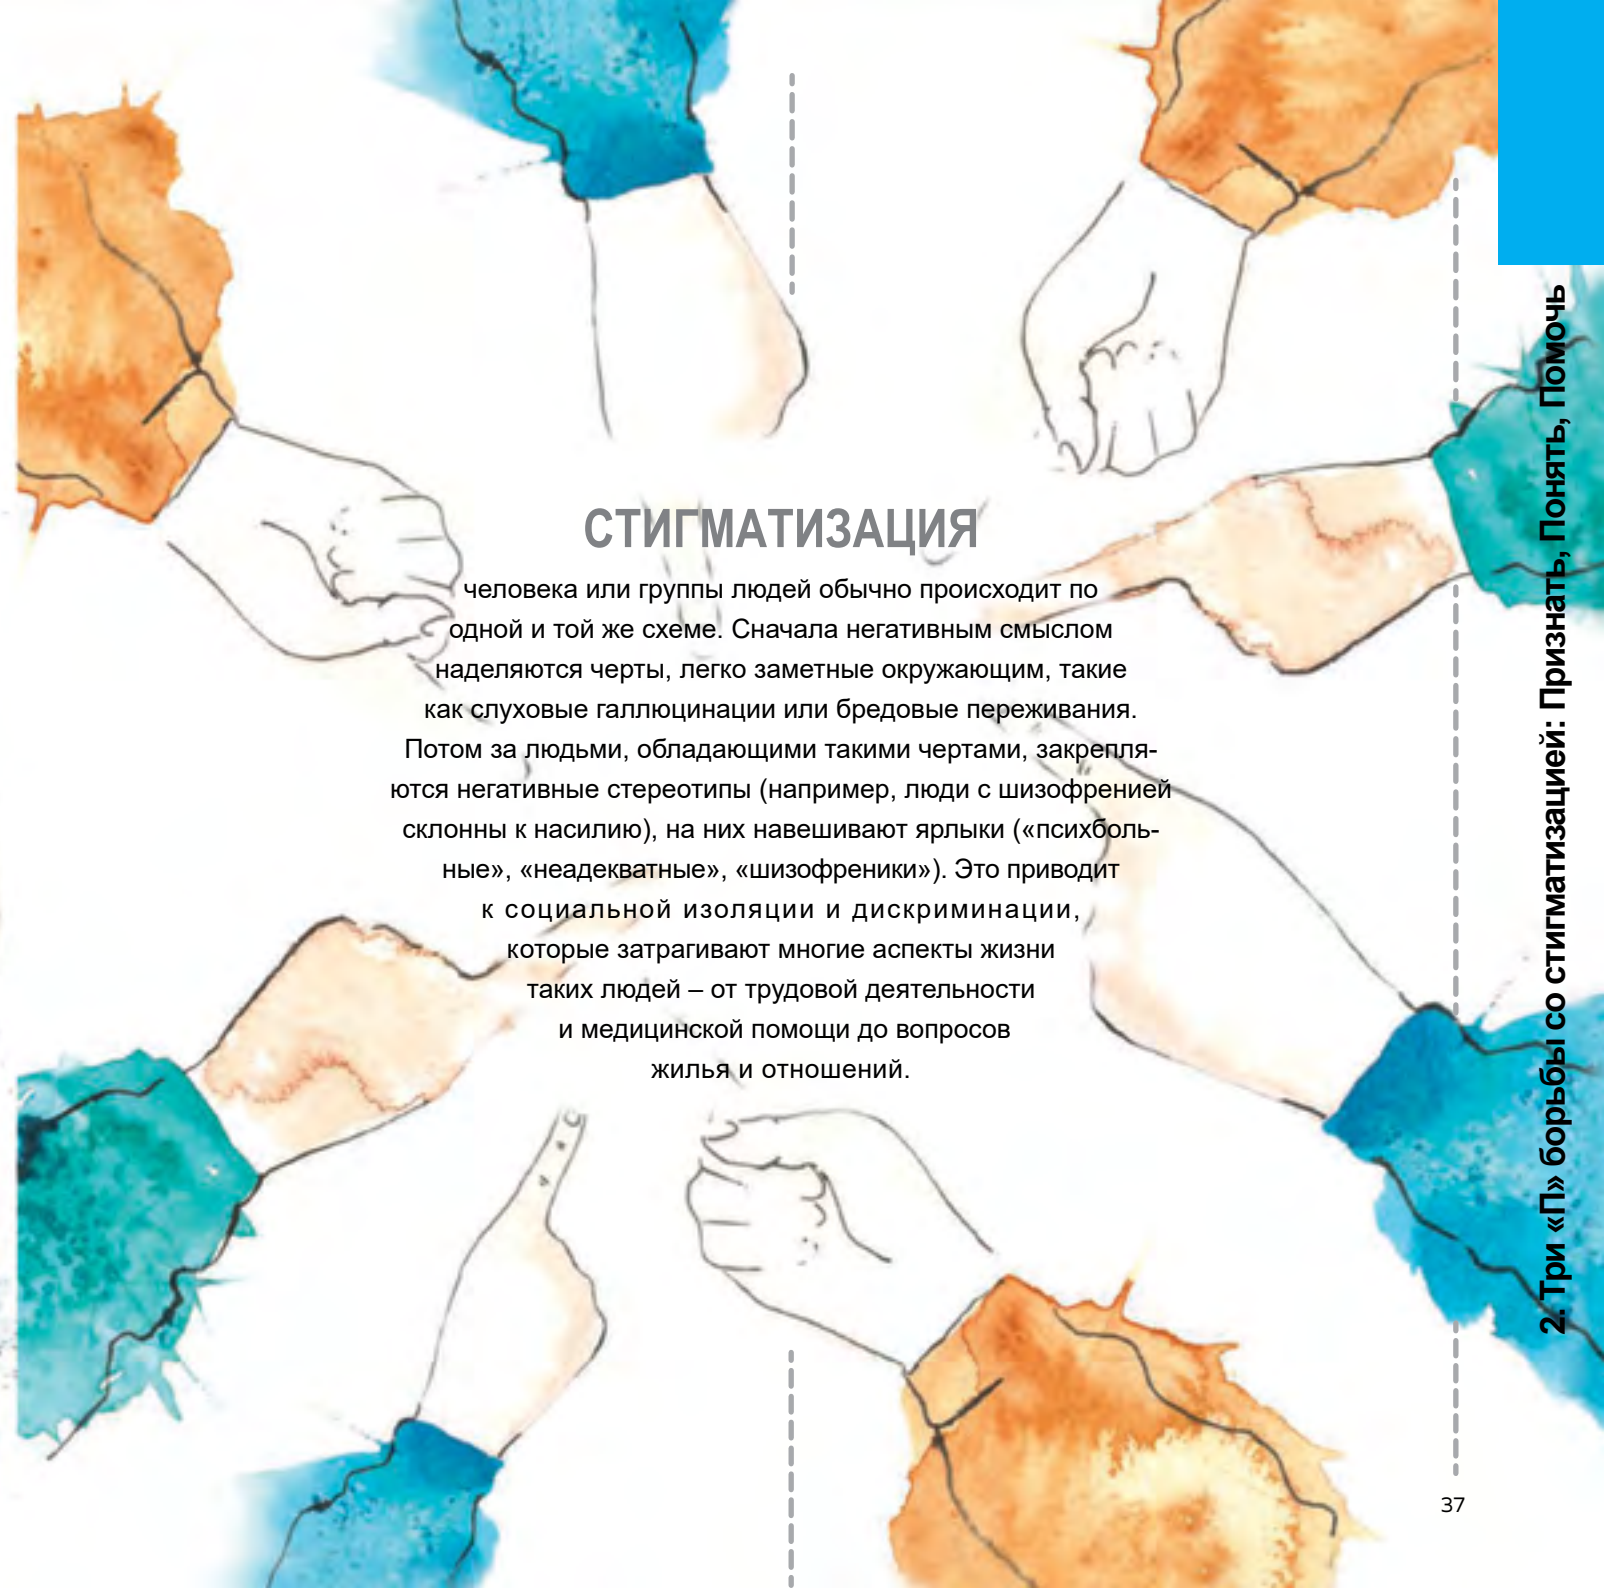 СТИГМАТИЗАЦИЯ
человека или группы людей обычно происходит по
одной и той же схеме. Сначала негативным смыслом
наделяются черты, легко заметные окружающим, такие
как слуховые галлюцинации или бредовые переживания.
Потом за людьми, обладающими такими чертами, закрепля-
ются негативные стереотипы (например, люди с шизофренией
склонны к насилию), на них навешивают ярлыки («психболь-
ные», «неадекватные», «шизофреники»). Это приводит
к социальной изоляции и дискриминации,
которые затрагивают многие аспекты жизни
таких людей – от трудовой деятельности
и медицинской помощи до вопросов
жилья и отношений.
2. Три «П» борьбы со стигматизацией: Признать, Понять, Помочь
37